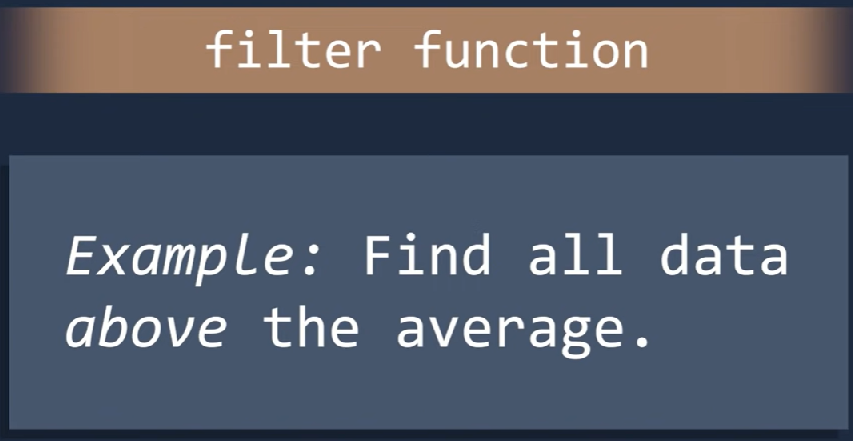 filter function
Example: Find all data
above the average.